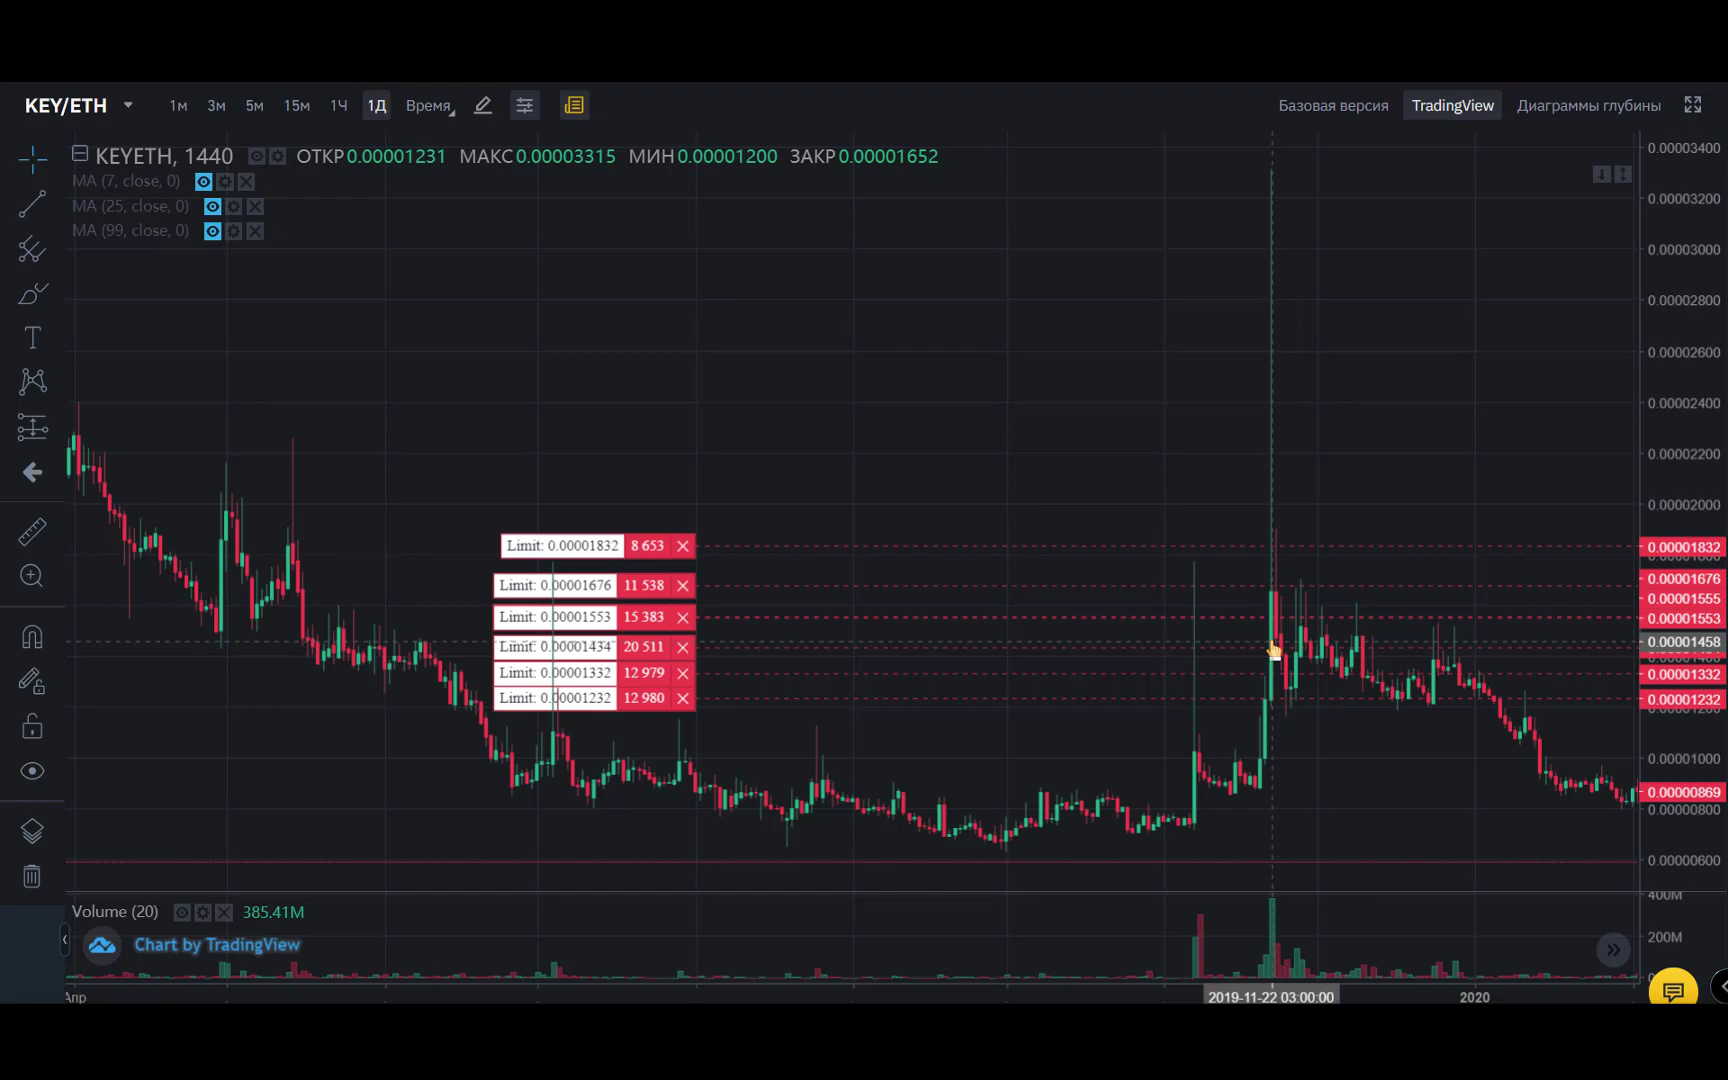 KEY/ETH 1м 3м 5м 15м 1Ч 1Д Время Базовая версия TradingView Диаграммы глубины
KEYETH, 1440 ОТКР 0.00001231 МАКС 0.00003315 МИН 0.00001200 ЗАКР 0.00001652
MA (7, close, 0)
MA (25, close, 0)
MA (99, close, 0)
0.00003400
0.00003200
0.00003000
0.00002800
0.00002600
0.00002400
0.00002200
0.00002000
Limit: 0.00001832 8 653 0.00001832
Limit: 0.00001676 11 538 0.00001676
0.00001555
Limit: 0.00001553 15 383 0.00001553
0.00001458
Limit: 0.00001434 20 511
Limit: 0.00001332 12 979 0.00001332
Limit: 0.00001232 12 980 0.00001232
0.00001000
0.00000869
0.00000800
0.00000600
400M
Volume (20) 385.41M
200M
Chart by TradingView
Апр 2019-11-22 03:00:00 2020